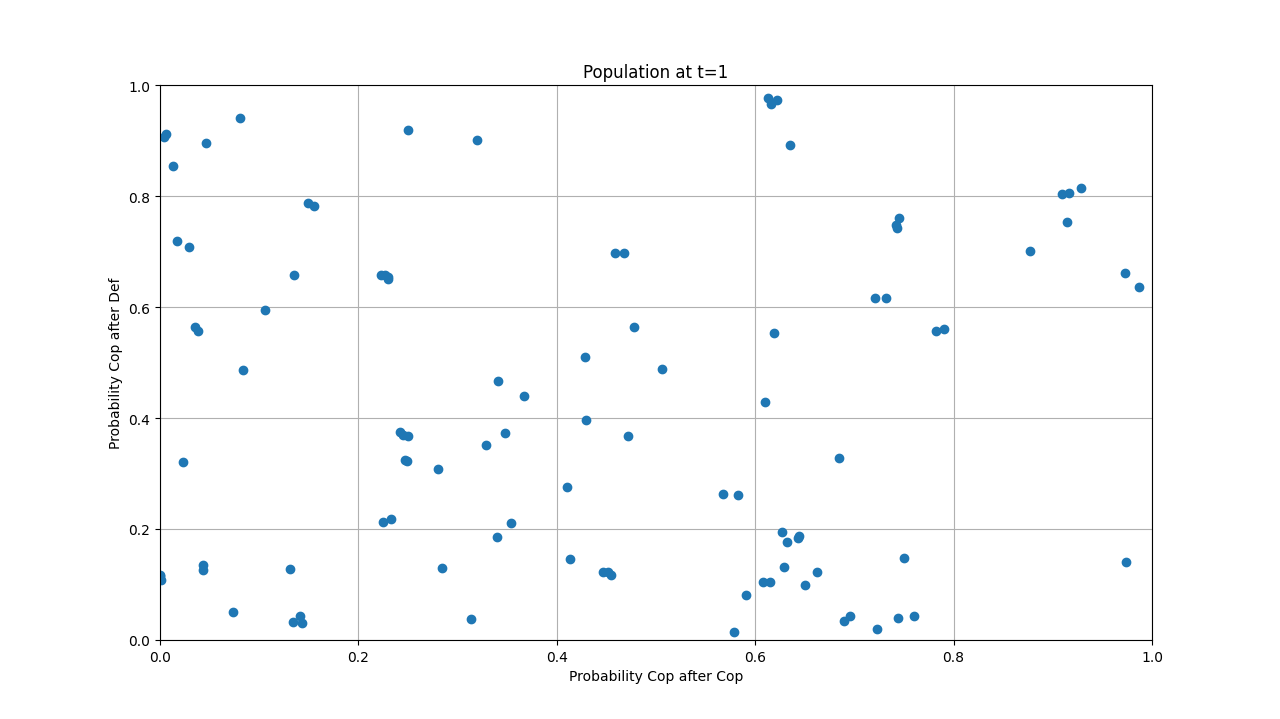 Population at t=1
Probability Cop after Def
1.0
0.8
0.6
0.4
0.2
0.0
0.0 0.2 0.4 0.6 0.8 1.0
Probability Cop after Cop